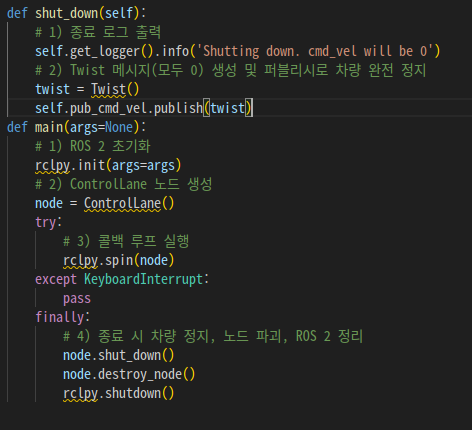 def shut_down(self):
    # 1) 종료 로그 출력
    self.get_logger().info('Shutting down. cmd_vel will be 0')
    # 2) Twist 메시지(모두 0) 생성 및 퍼블리시로 차량 완전 정지
    twist = Twist()
    self.pub_cmd_vel.publish(twist)
def main(args=None):
    # 1) ROS 2 초기화
    rclpy.init(args=args)
    # 2) ControlLane 노드 생성
    node = ControlLane()
    try:
        # 3) 콜백 루프 실행
        rclpy.spin(node)
    except KeyboardInterrupt:
        pass
    finally:
        # 4) 종료 시 차량 정지, 노드 파괴, ROS 2 정리
        node.shut_down()
        node.destroy_node()
        rclpy.shutdown()